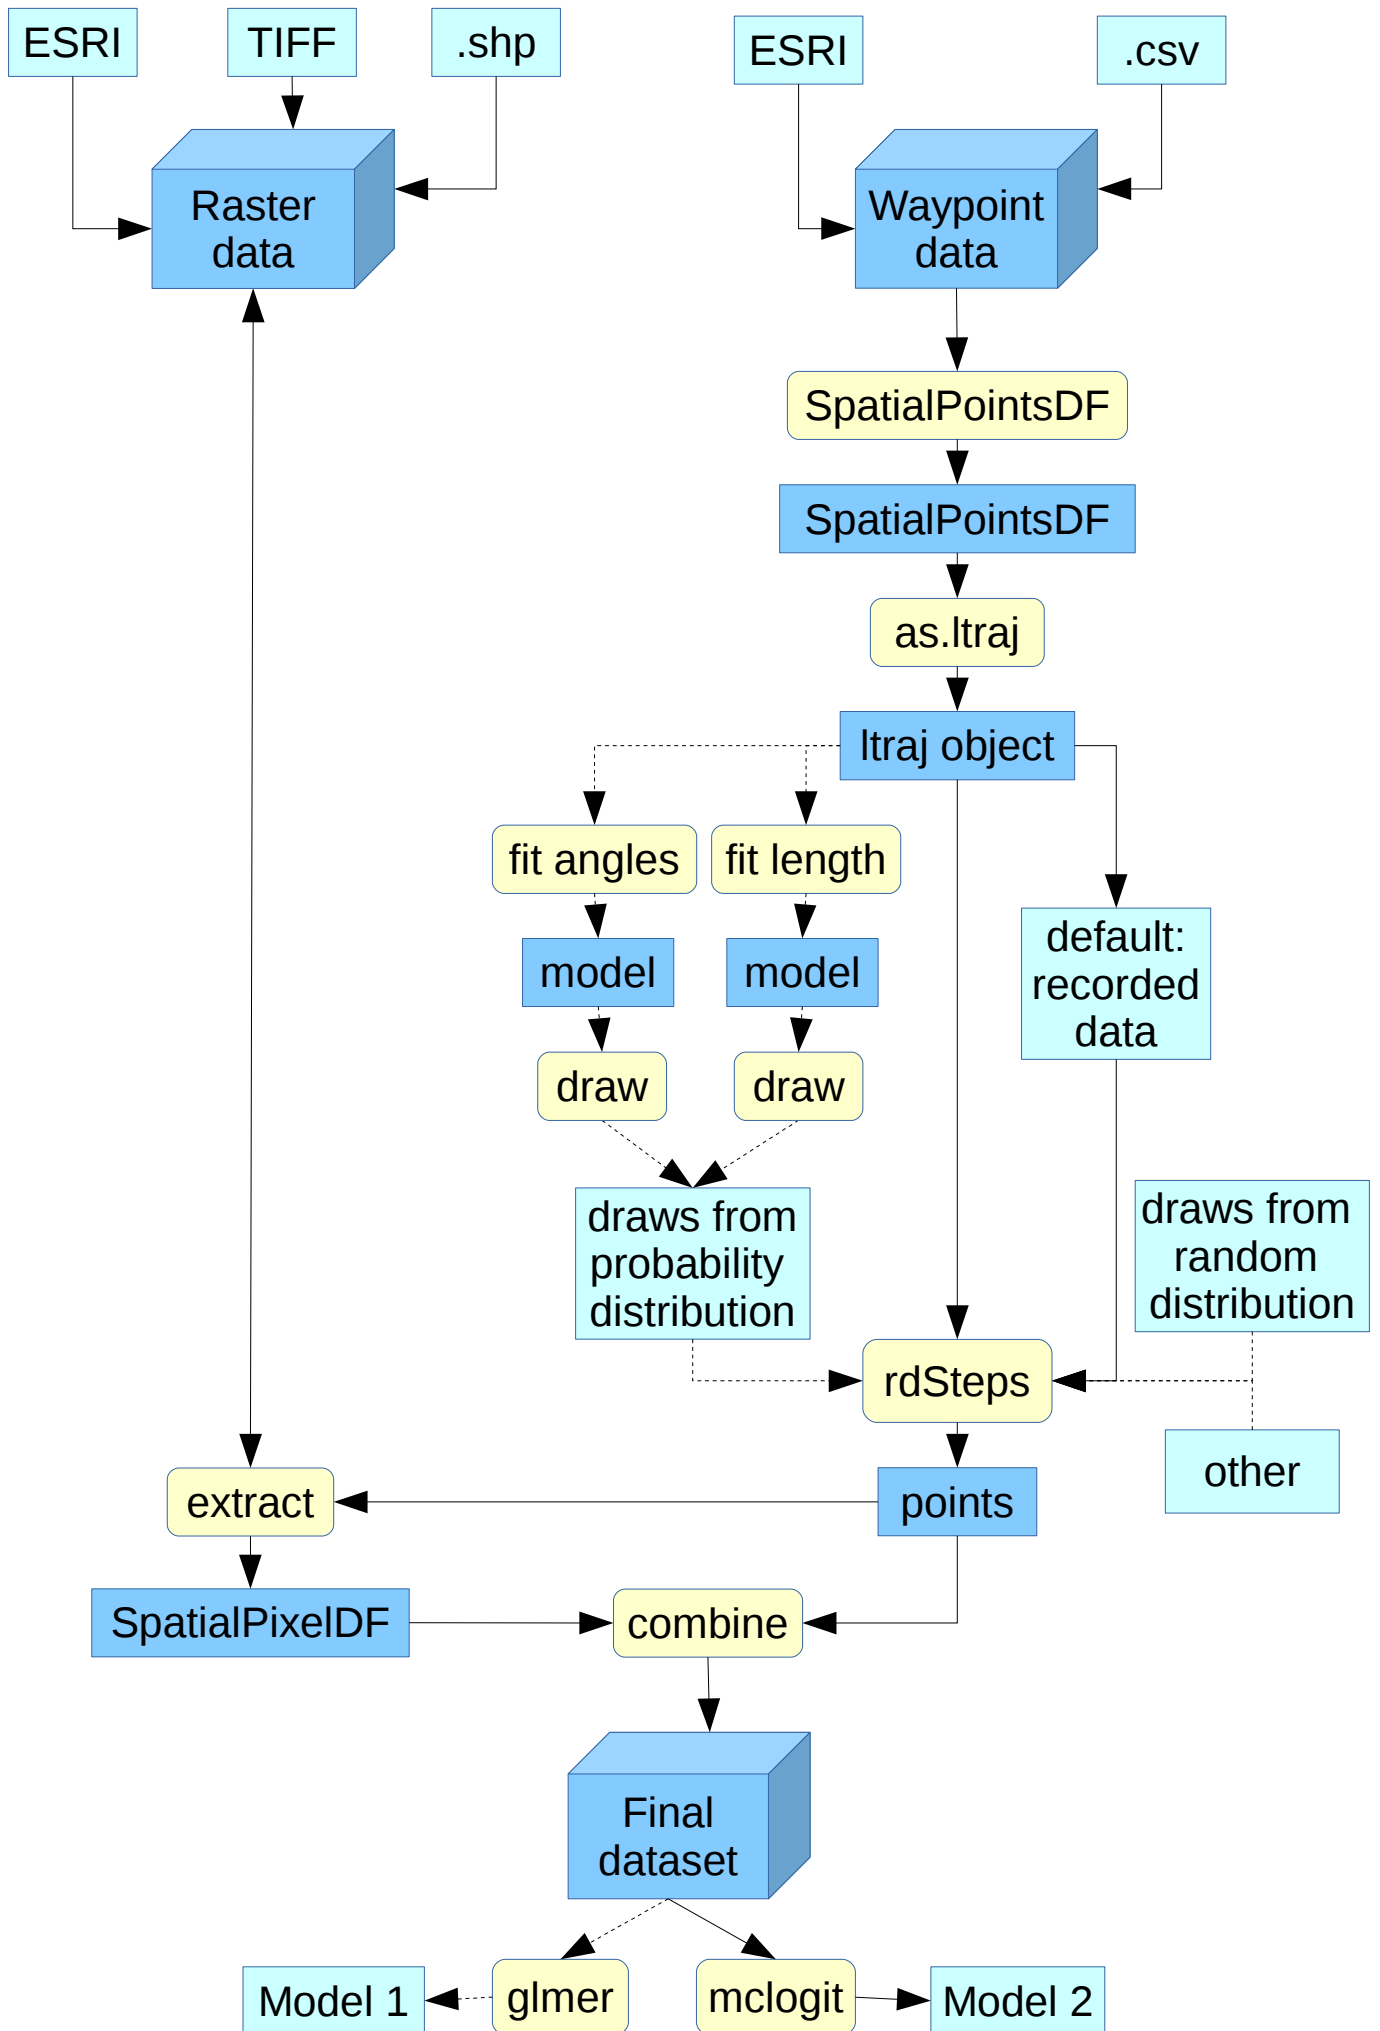 ESRI
TIFF
.shp
ESRI
.csv
Raster
data
Waypoint
data
SpatialPointsDF
SpatialPointsDF
as.ltraj
ltraj object
fit angles
fit length
default:
recorded
data
model
model
draw
draw
draws from
probability
distribution
draws from
random
distribution
rdSteps
other
extract
points
SpatialPixelDF
combine
Final
dataset
Model 1
glmer
mclogit
Model 2